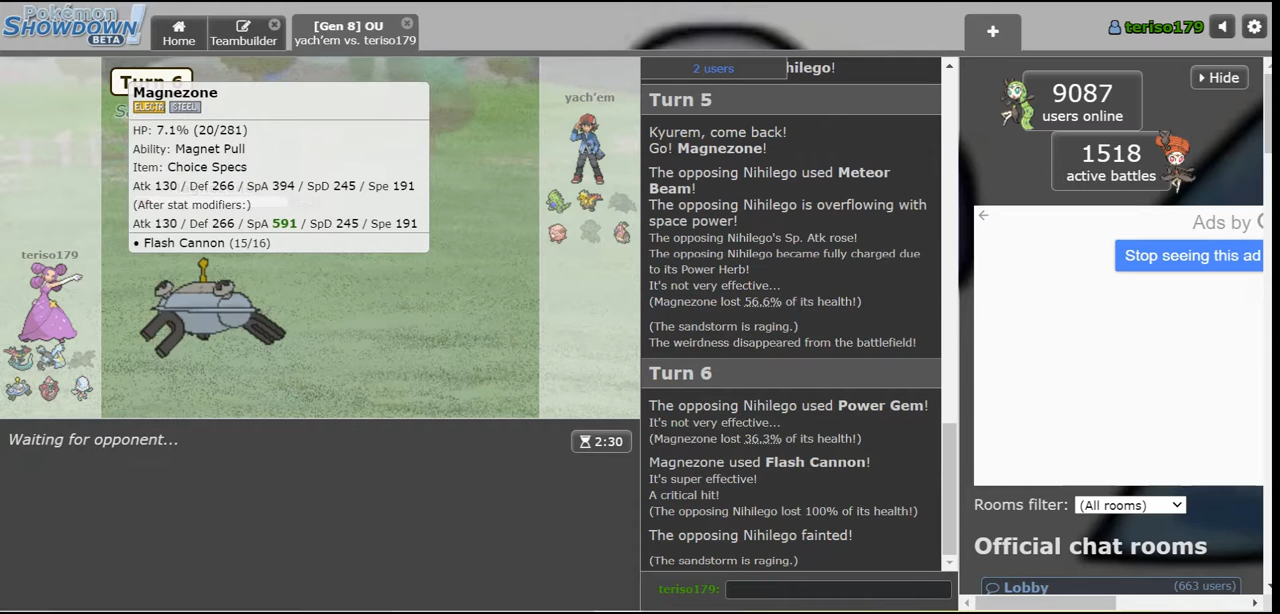 Pokémon
SHOWDOWN!
BETA
Home
Teambuilder
[Gen 8] OU
yach'em vs. teriso179
+
teriso179
Turn 6
Magnezone
ELECTR STEEL
HP: 7.1% (20/281)
Ability: Magnet Pull
Item: Choice Specs
Atk 130 / Def 266 / SpA 394 / SpD 245 / Spe 191
(After stat modifiers:)
Atk 130 / Def 266 / SpA 591 / SpD 245 / Spe 191
• Flash Cannon (15/16)
yach'em
teriso179
Waiting for opponent...
2:30
2 users
hilego!
Turn 5
Kyurem, come back!
Go! Magnezone!
The opposing Nihilego used Meteor
Beam!
The opposing Nihilego is overflowing with
space power!
The opposing Nihilego's Sp. Atk rose!
The opposing Nihilego became fully charged due
to its Power Herb!
It's not very effective...
(Magnezone lost 56.6% of its health!)
(The sandstorm is raging.)
The weirdness disappeared from the battlefield!
Turn 6
The opposing Nihilego used Power Gem!
It's not very effective...
(Magnezone lost 36.3% of its health!)
Magnezone used Flash Cannon!
It's super effective!
A critical hit!
(The opposing Nihilego lost 100% of its health!)
The opposing Nihilego fainted!
(The sandstorm is raging.)
teriso179:
Hide
9087
users online
1518
active battles
Ads by
Stop seeing this ad
Rooms filter: (All rooms)
Official chat rooms
Lobby (663 users)